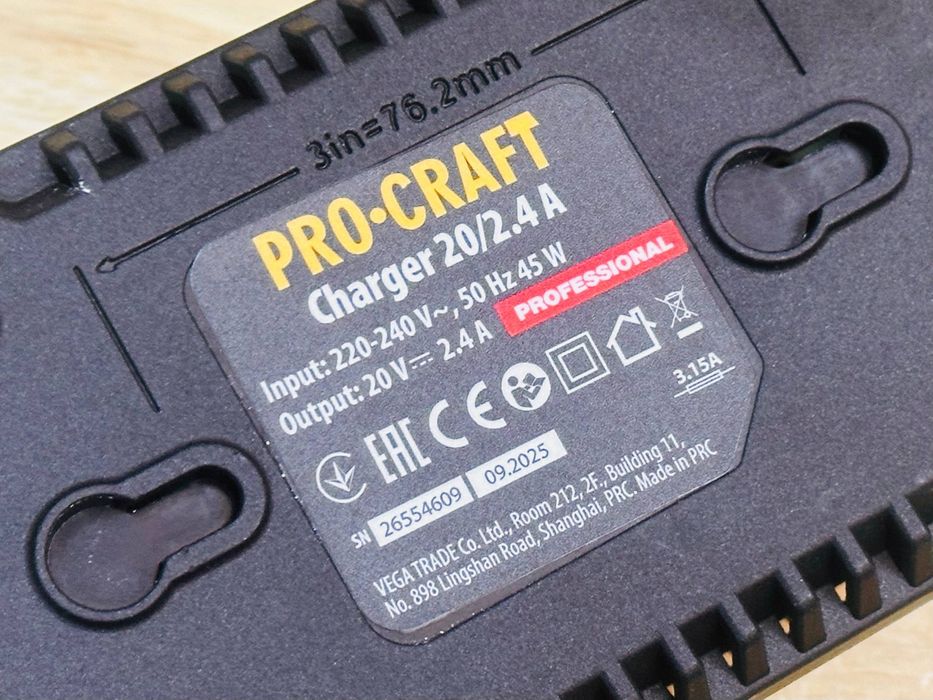 3in=76.2mm
PRO•CRAFT
Charger 20/2.4 A
Input: 220-240 V~, 50 Hz 45 W
Output: 20 V⎓ 2.4 A
PROFESSIONAL
EAC CE
3.15A
SN 26554609 09.2025
VEGA TRADE Co. Ltd., Room 212, 2F., Building 11,
No. 898 Lingshan Road, Shanghai, PRC. Made in PRC